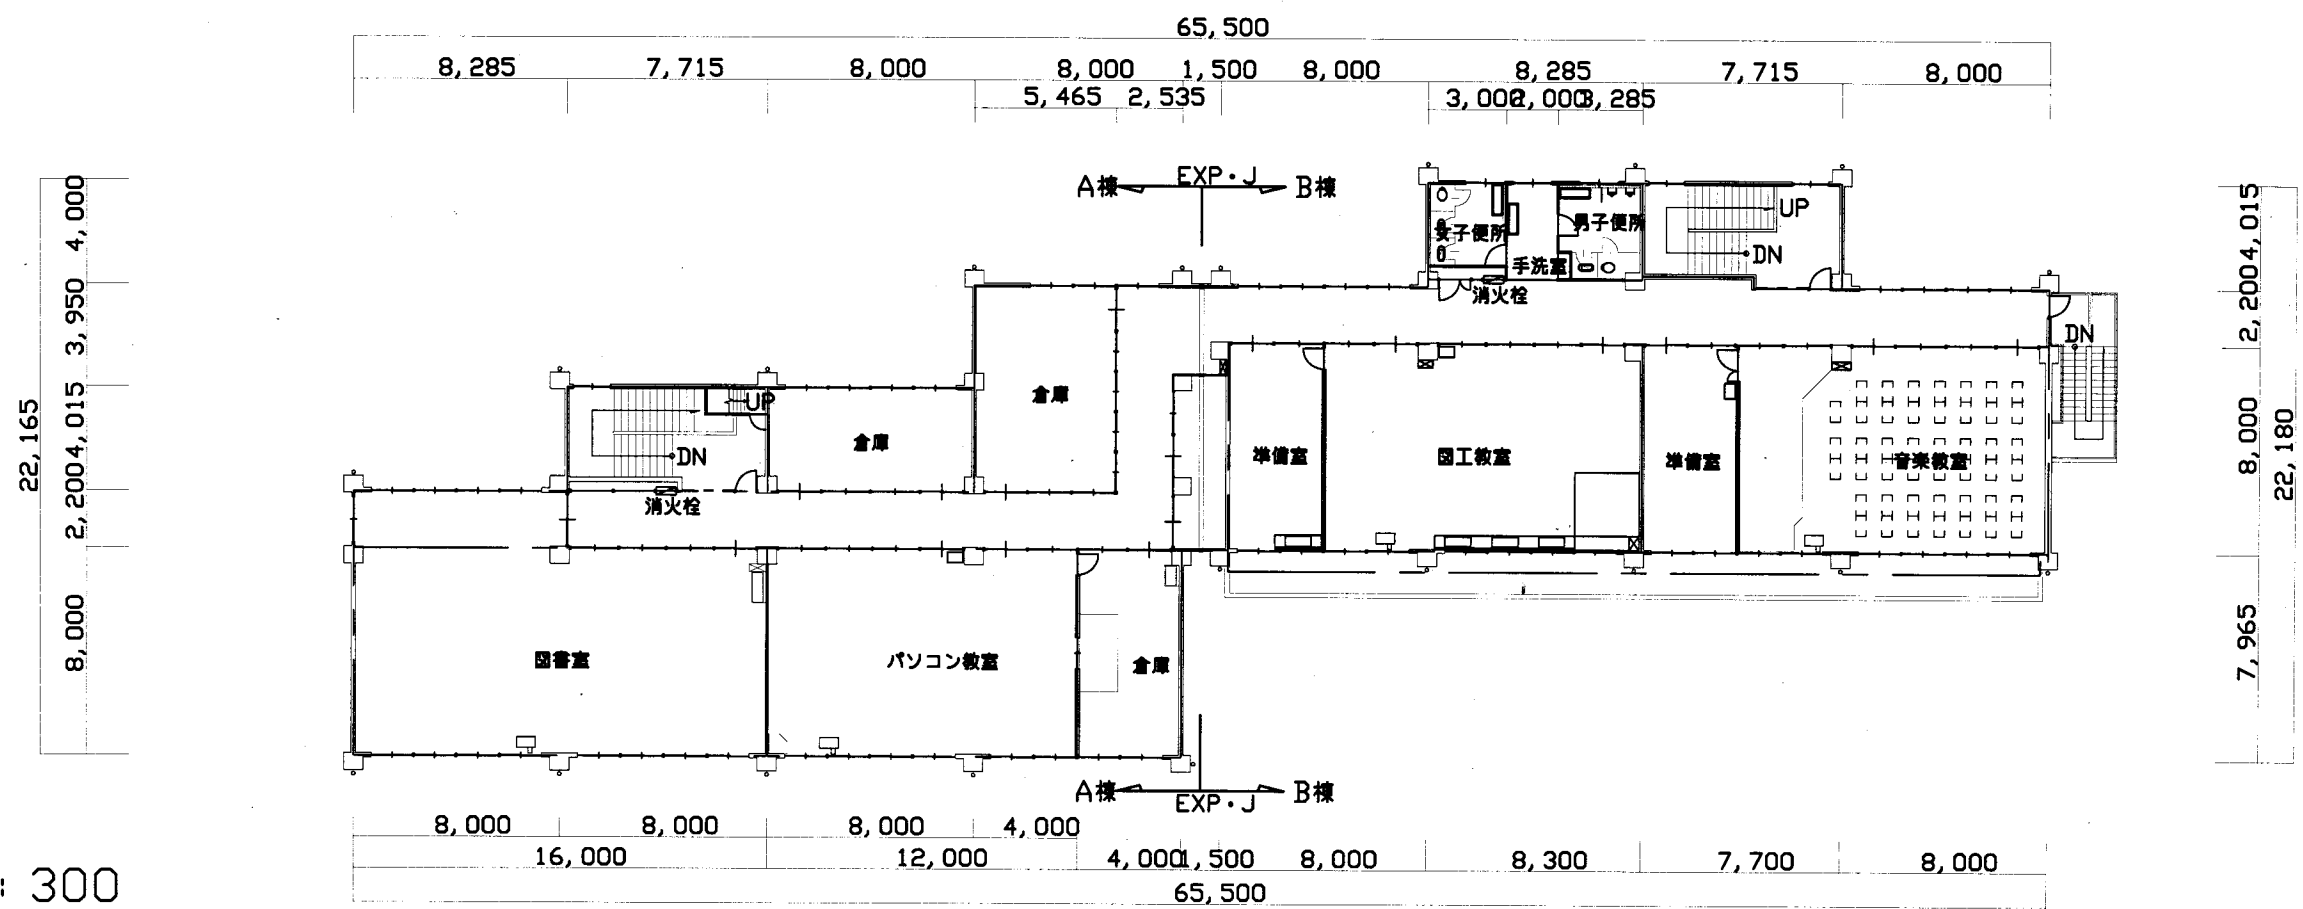 65,500
8,285 7,715 8,000 8,000 1,500 8,000 8,285 7,715 8,000
5,465 2,535 3,000 2,000 3,285
A棟 EXP・J B棟
22,165
4,000
3,950
4,015
2,200
8,000
4,015
2,200
8,000
7,965
22,180
女子便所
手洗室
男子便所
UP
DN
消火栓
DN
UP
DN
消火栓
倉庫
倉庫
準備室
図工教室
準備室
音楽教室
図書室
パソコン教室
倉庫
A棟 EXP・J B棟
8,000 8,000 8,000 4,000
16,000 12,000 4,000 1,500 8,000 8,300 7,700 8,000
65,500
: 300